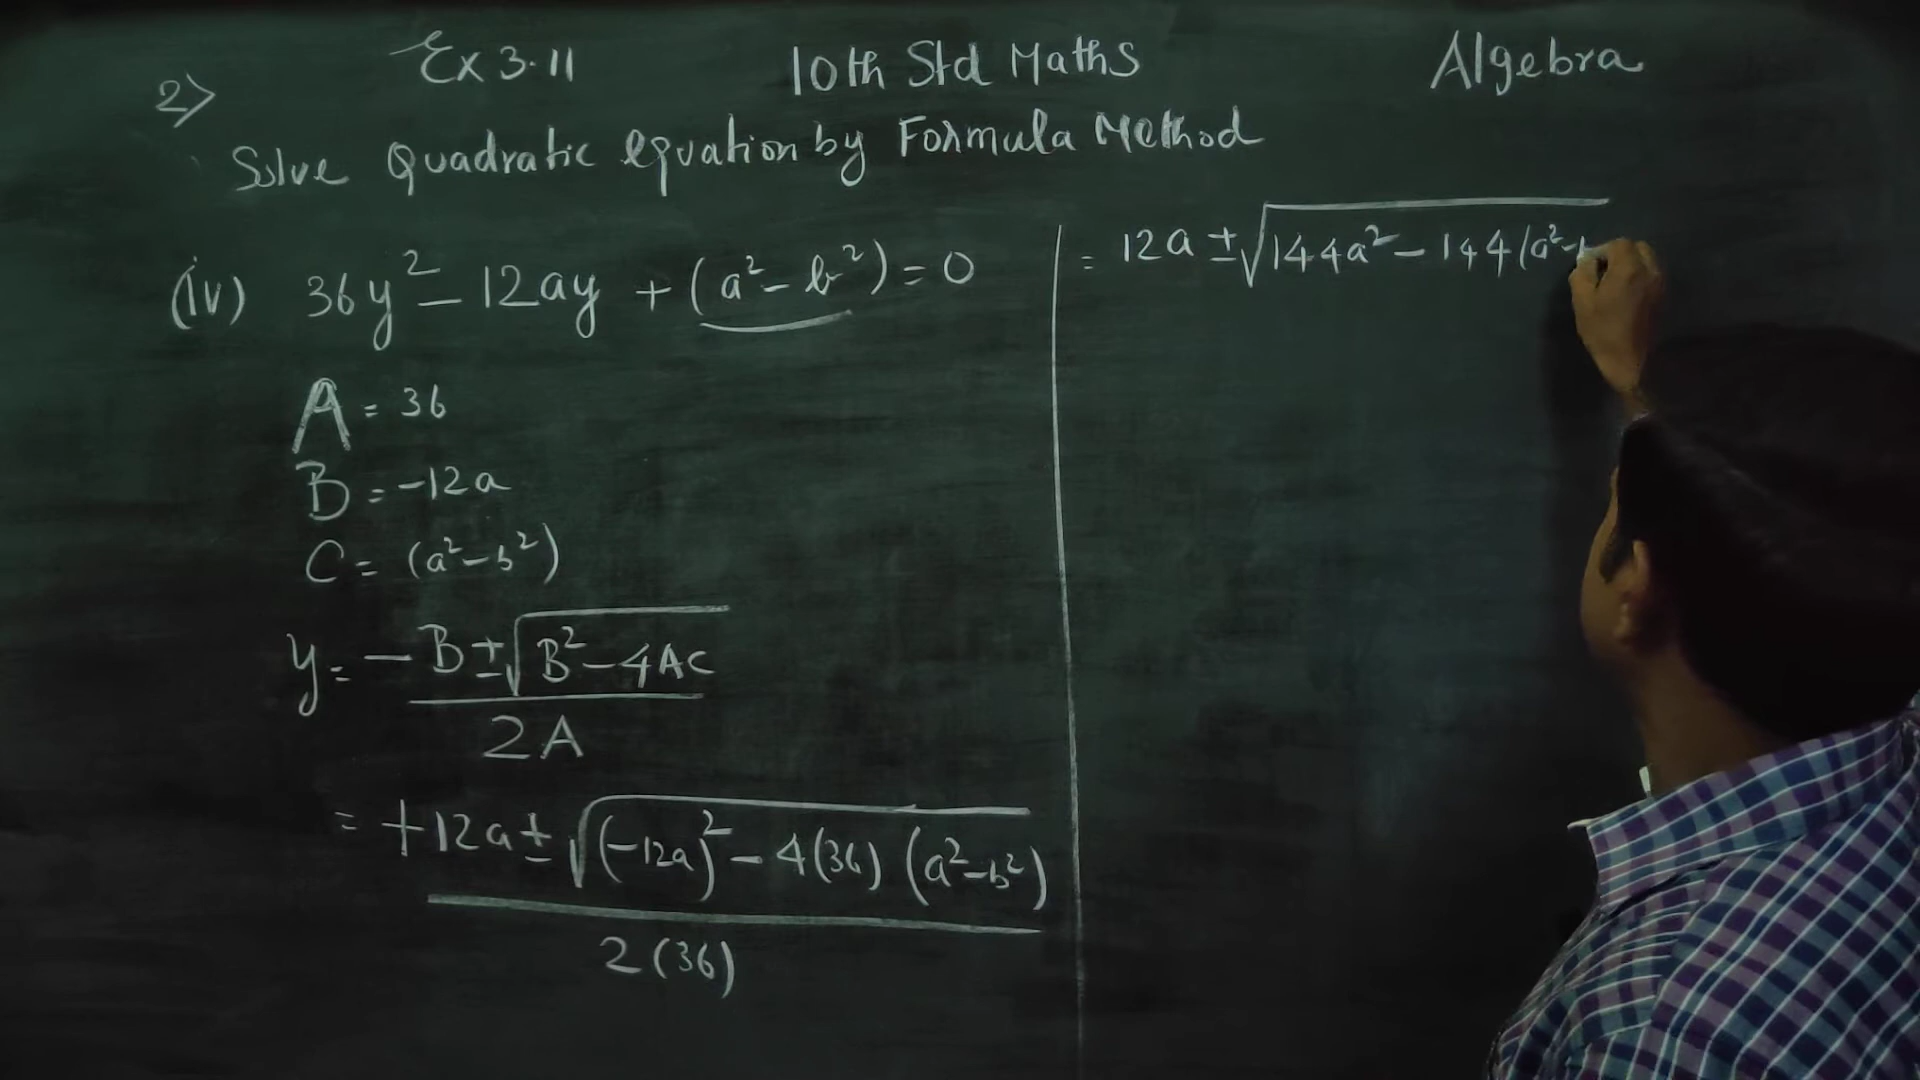 Ex 3.11 10th Std Maths Algebra
2>
Solve Quadratic equation by Formula Method
(iv) 36y² - 12ay + (a² - b²) = 0
A = 36
B = -12a
C = (a² - b²)
y = -B ± √(B² - 4AC)
2A
= +12a ± √((-12a)² - 4(36) (a² - b²))
2(36)
= 12a ± √(144a² - 144(a² -